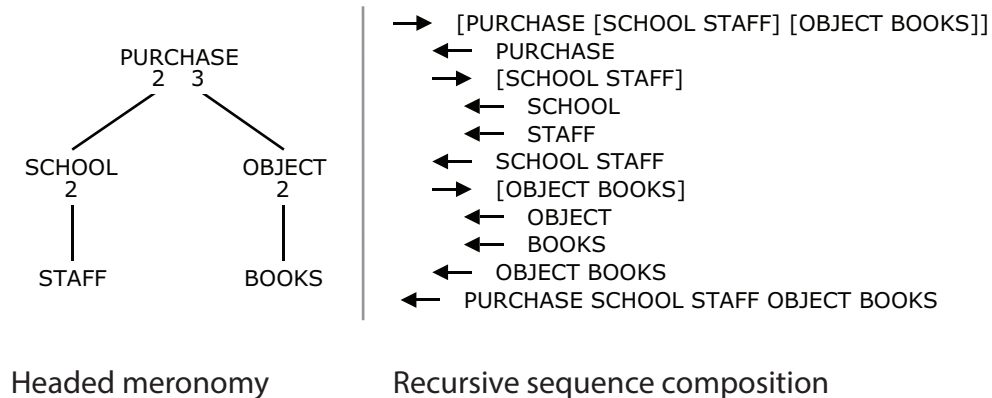 PURCHASE
2 3
SCHOOL OBJECT
2 2
STAFF BOOKS
[PURCHASE [SCHOOL STAFF] [OBJECT BOOKS]]
PURCHASE
[SCHOOL STAFF]
SCHOOL
STAFF
SCHOOL STAFF
[OBJECT BOOKS]
OBJECT
BOOKS
OBJECT BOOKS
PURCHASE SCHOOL STAFF OBJECT BOOKS
Headed meronomy
Recursive sequence composition